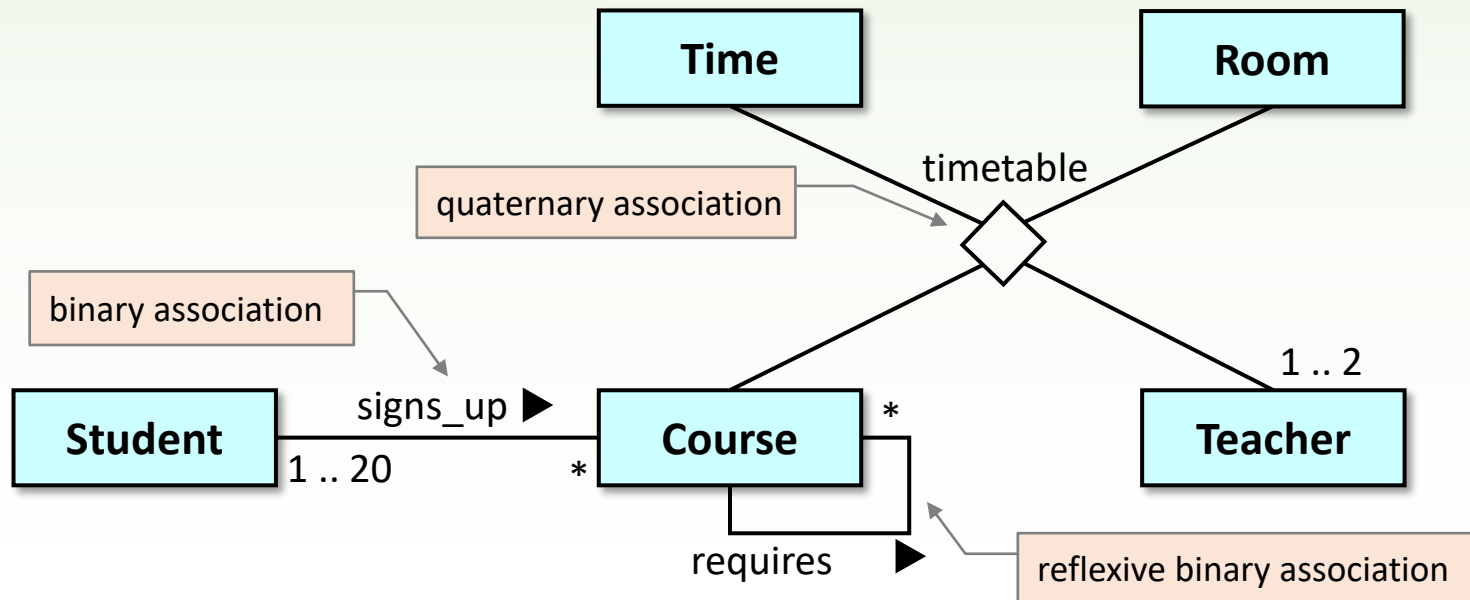 Time
Room
timetable
quaternary association
binary association
1 .. 2
signs_up ▶
*
Student
Course
Teacher
1 .. 20
*
requires ▶
reflexive binary association